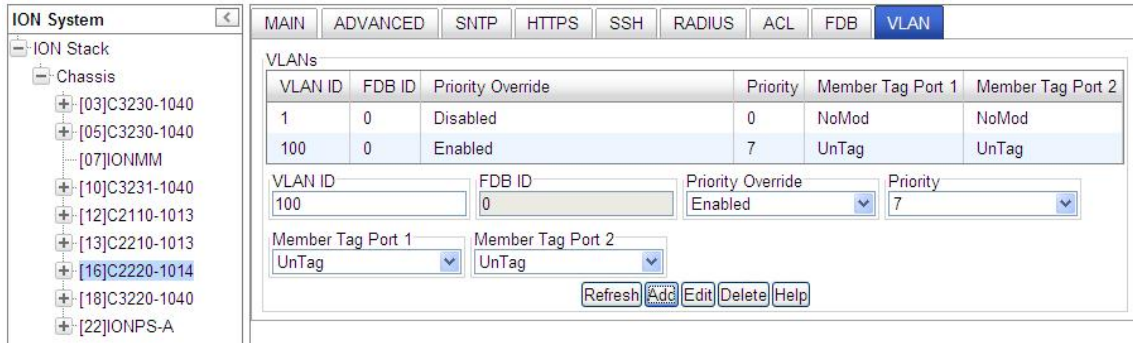 ION System
ION Stack
Chassis
[03]C3230-1040
[05]C3230-1040
[07]IONMM
[10]C3231-1040
[12]C2110-1013
[13]C2210-1013
[16]C2220-1014
[18]C3220-1040
[22]IONPS-A
MAIN ADVANCED SNTP HTTPS SSH RADIUS ACL FDB VLAN
VLANs
VLAN ID FDB ID Priority Override Priority Member Tag Port 1 Member Tag Port 2
1 0 Disabled 0 NoMod NoMod
100 0 Enabled 7 UnTag UnTag
VLAN ID FDB ID Priority Override Priority
100 0 Enabled 7
Member Tag Port 1 Member Tag Port 2
UnTag UnTag
Refresh Add Edit Delete Help